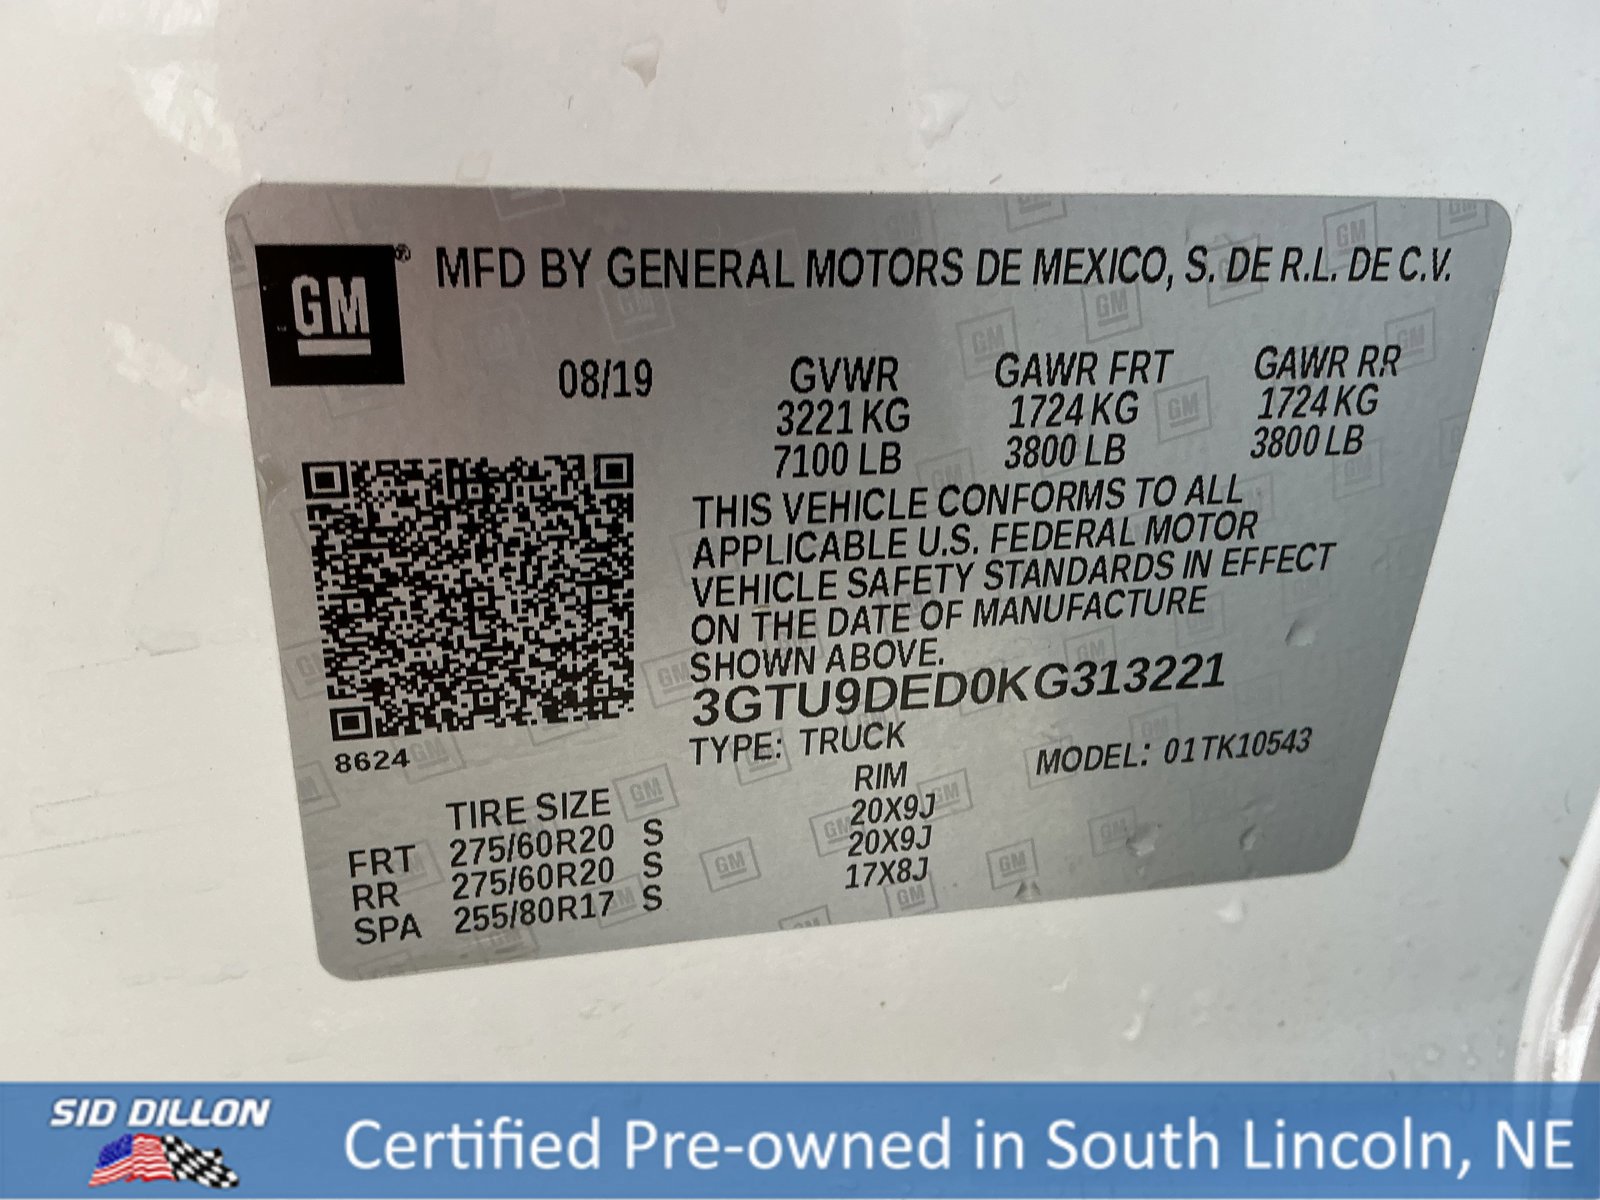 GM® MFD BY GENERAL MOTORS DE MEXICO, S. DE R.L. DE C.V.
08/19 GVWR GAWR FRT GAWR RR
3221 KG 1724 KG 1724 KG
7100 LB 3800 LB 3800 LB
THIS VEHICLE CONFORMS TO ALL
APPLICABLE U.S. FEDERAL MOTOR
VEHICLE SAFETY STANDARDS IN EFFECT
ON THE DATE OF MANUFACTURE
SHOWN ABOVE.
3GTU9DED0KG313221
8624 TYPE: TRUCK MODEL: 01TK10543
TIRE SIZE RIM
FRT 275/60R20 S 20X9J
RR 275/60R20 S 20X9J
SPA 255/80R17 S 17X8J
SID DILLON
Certified Pre-owned in South Lincoln, NE